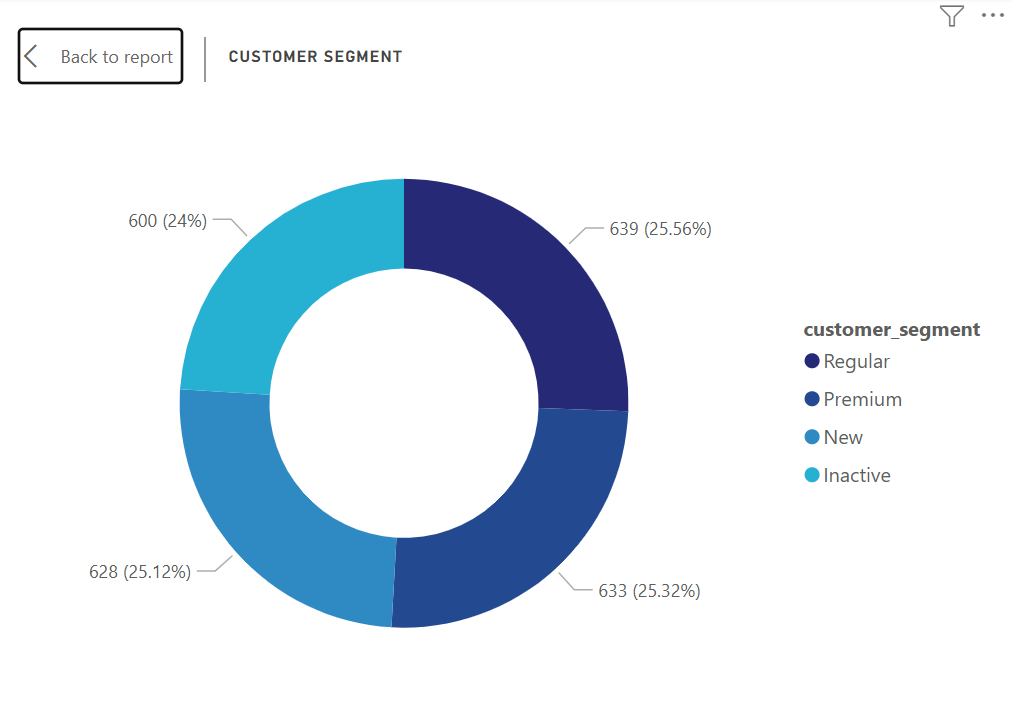 Back to report
CUSTOMER SEGMENT
600 (24%)
639 (25.56%)
customer_segment
Regular
Premium
New
Inactive
628 (25.12%)
633 (25.32%)